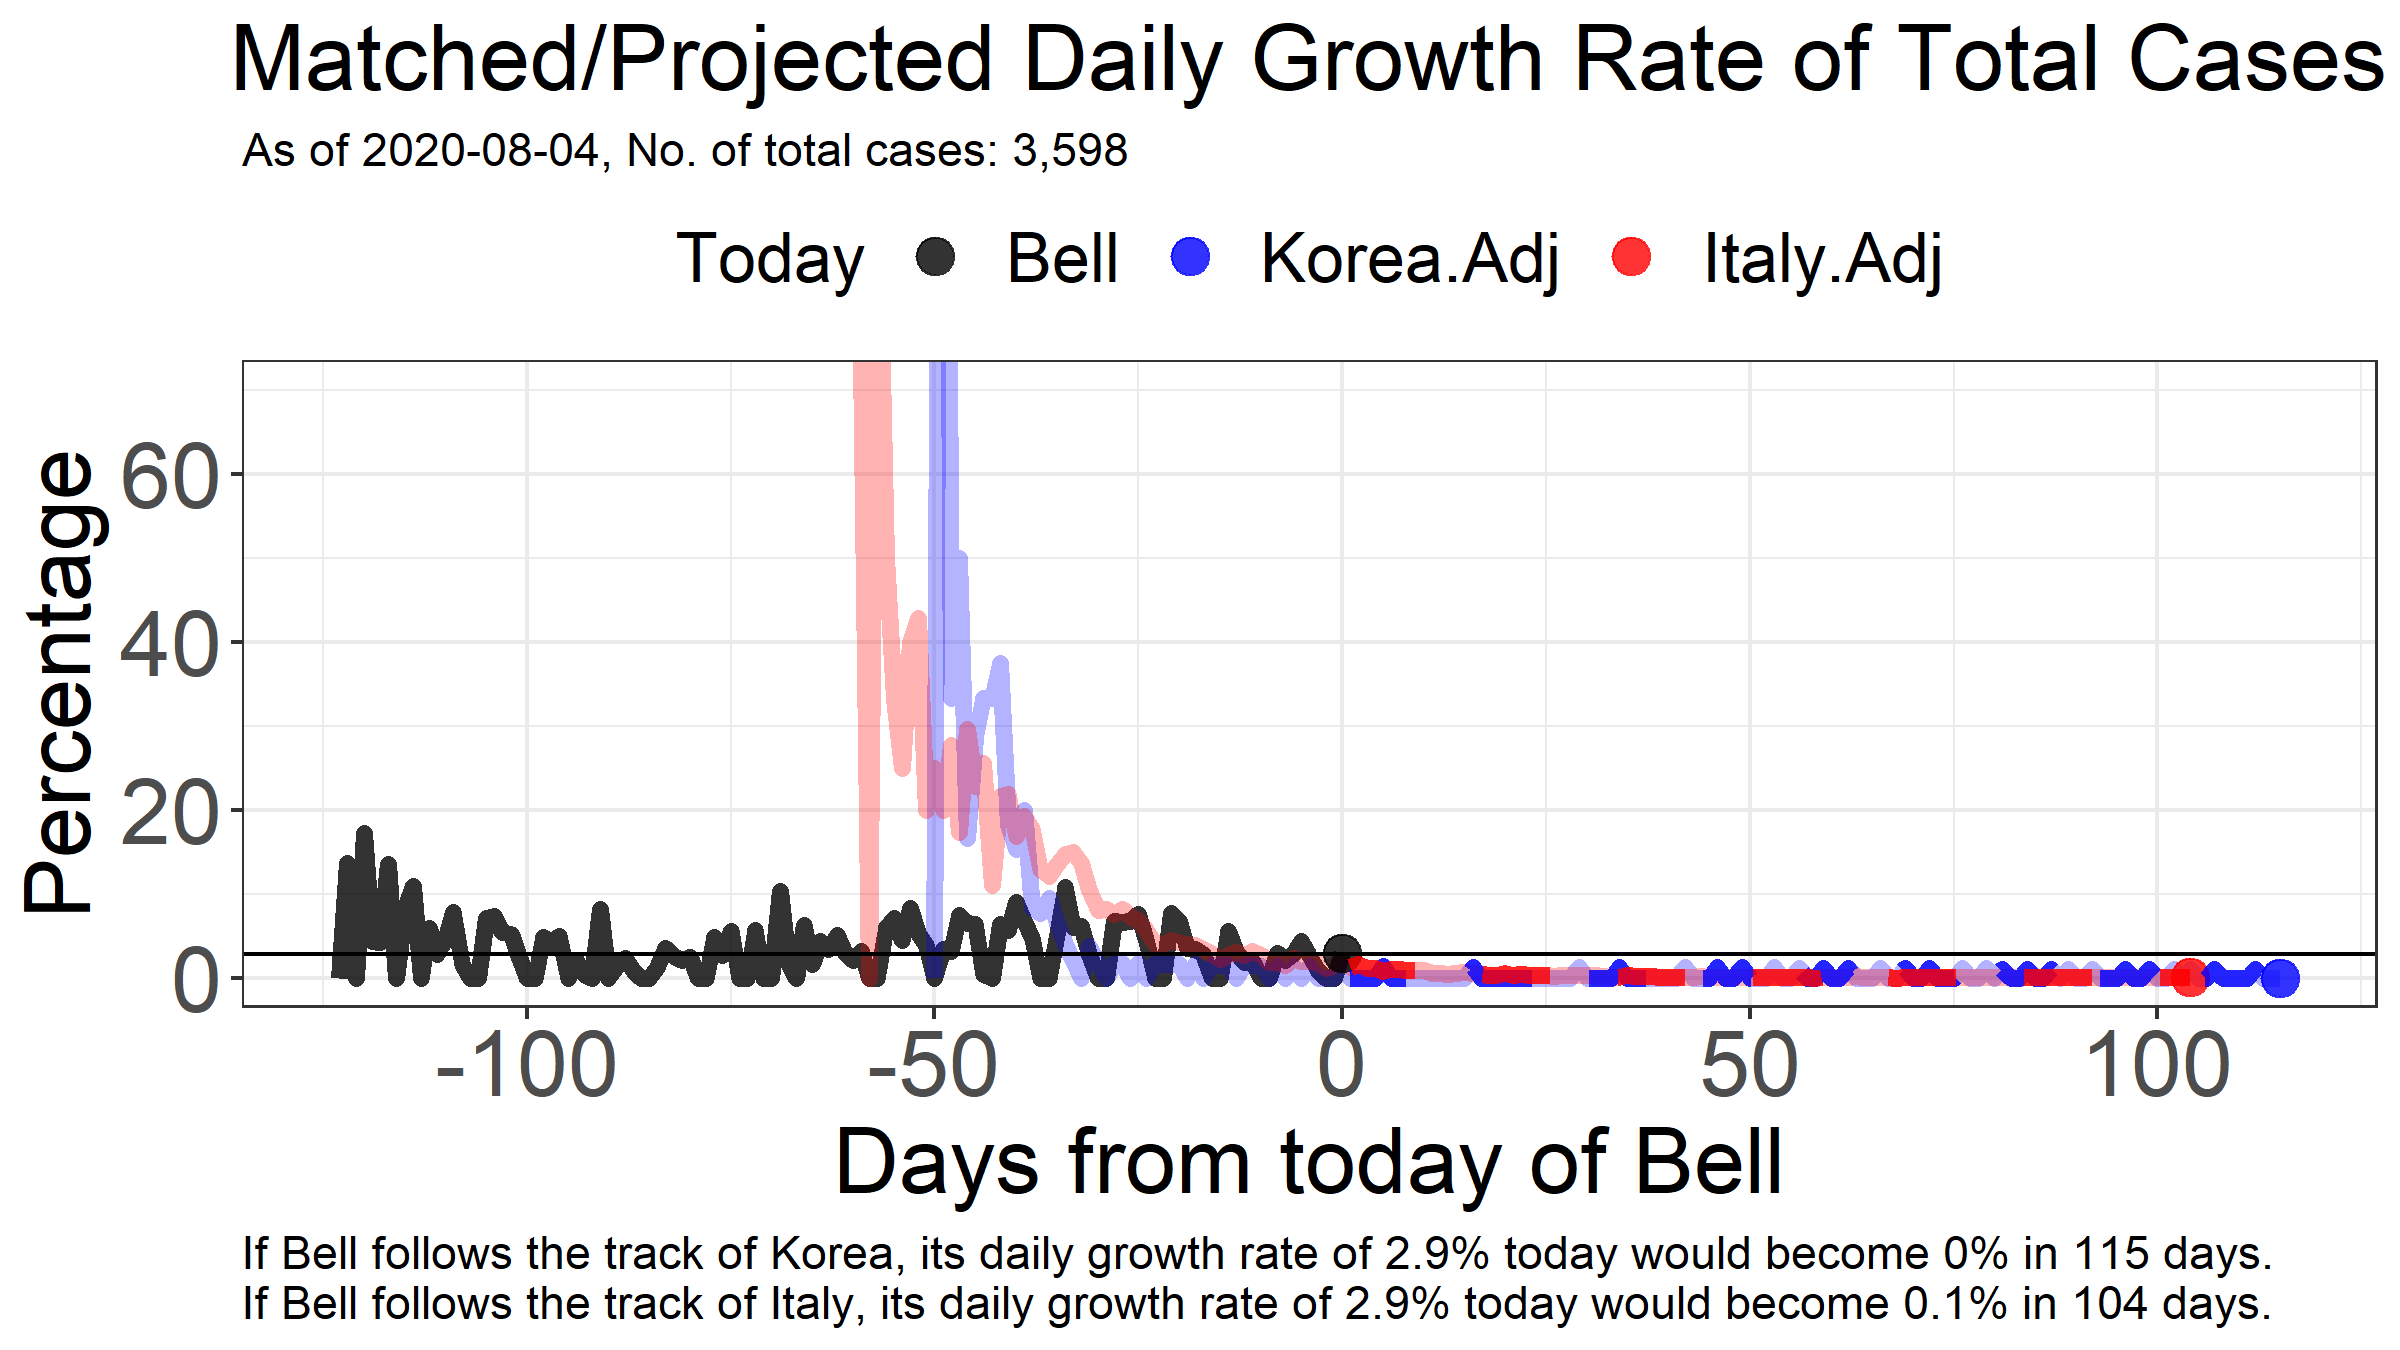 Matched/Projected Daily Growth Rate of Total Cases
As of 2020-08-04, No. of total cases: 3,598
Today Bell Korea.Adj Italy.Adj
Percentage
60
40
20
0
-100 -50 0 50 100
Days from today of Bell
If Bell follows the track of Korea, its daily growth rate of 2.9% today would become 0% in 115 days.
If Bell follows the track of Italy, its daily growth rate of 2.9% today would become 0.1% in 104 days.